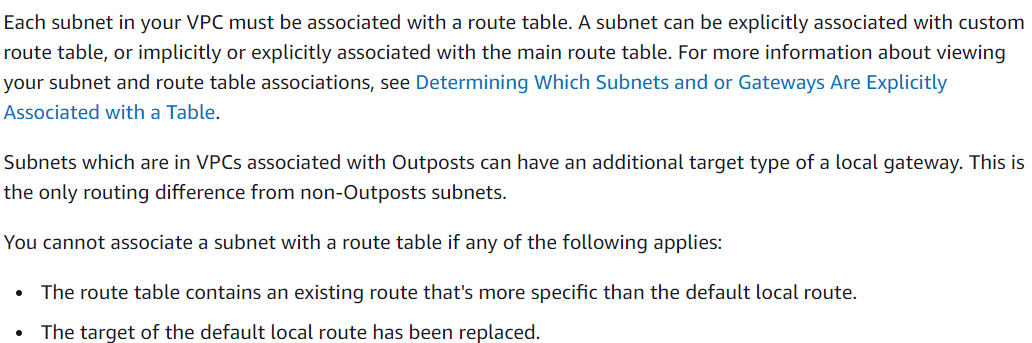 Each subnet in your VPC must be associated with a route table. A subnet can be explicitly associated with custom
route table, or implicitly or explicitly associated with the main route table. For more information about viewing
your subnet and route table associations, see Determining Which Subnets and or Gateways Are Explicitly
Associated with a Table.
Subnets which are in VPCs associated with Outposts can have an additional target type of a local gateway. This is
the only routing difference from non-Outposts subnets.
You cannot associate a subnet with a route table if any of the following applies:
• The route table contains an existing route that's more specific than the default local route.
• The target of the default local route has been replaced.